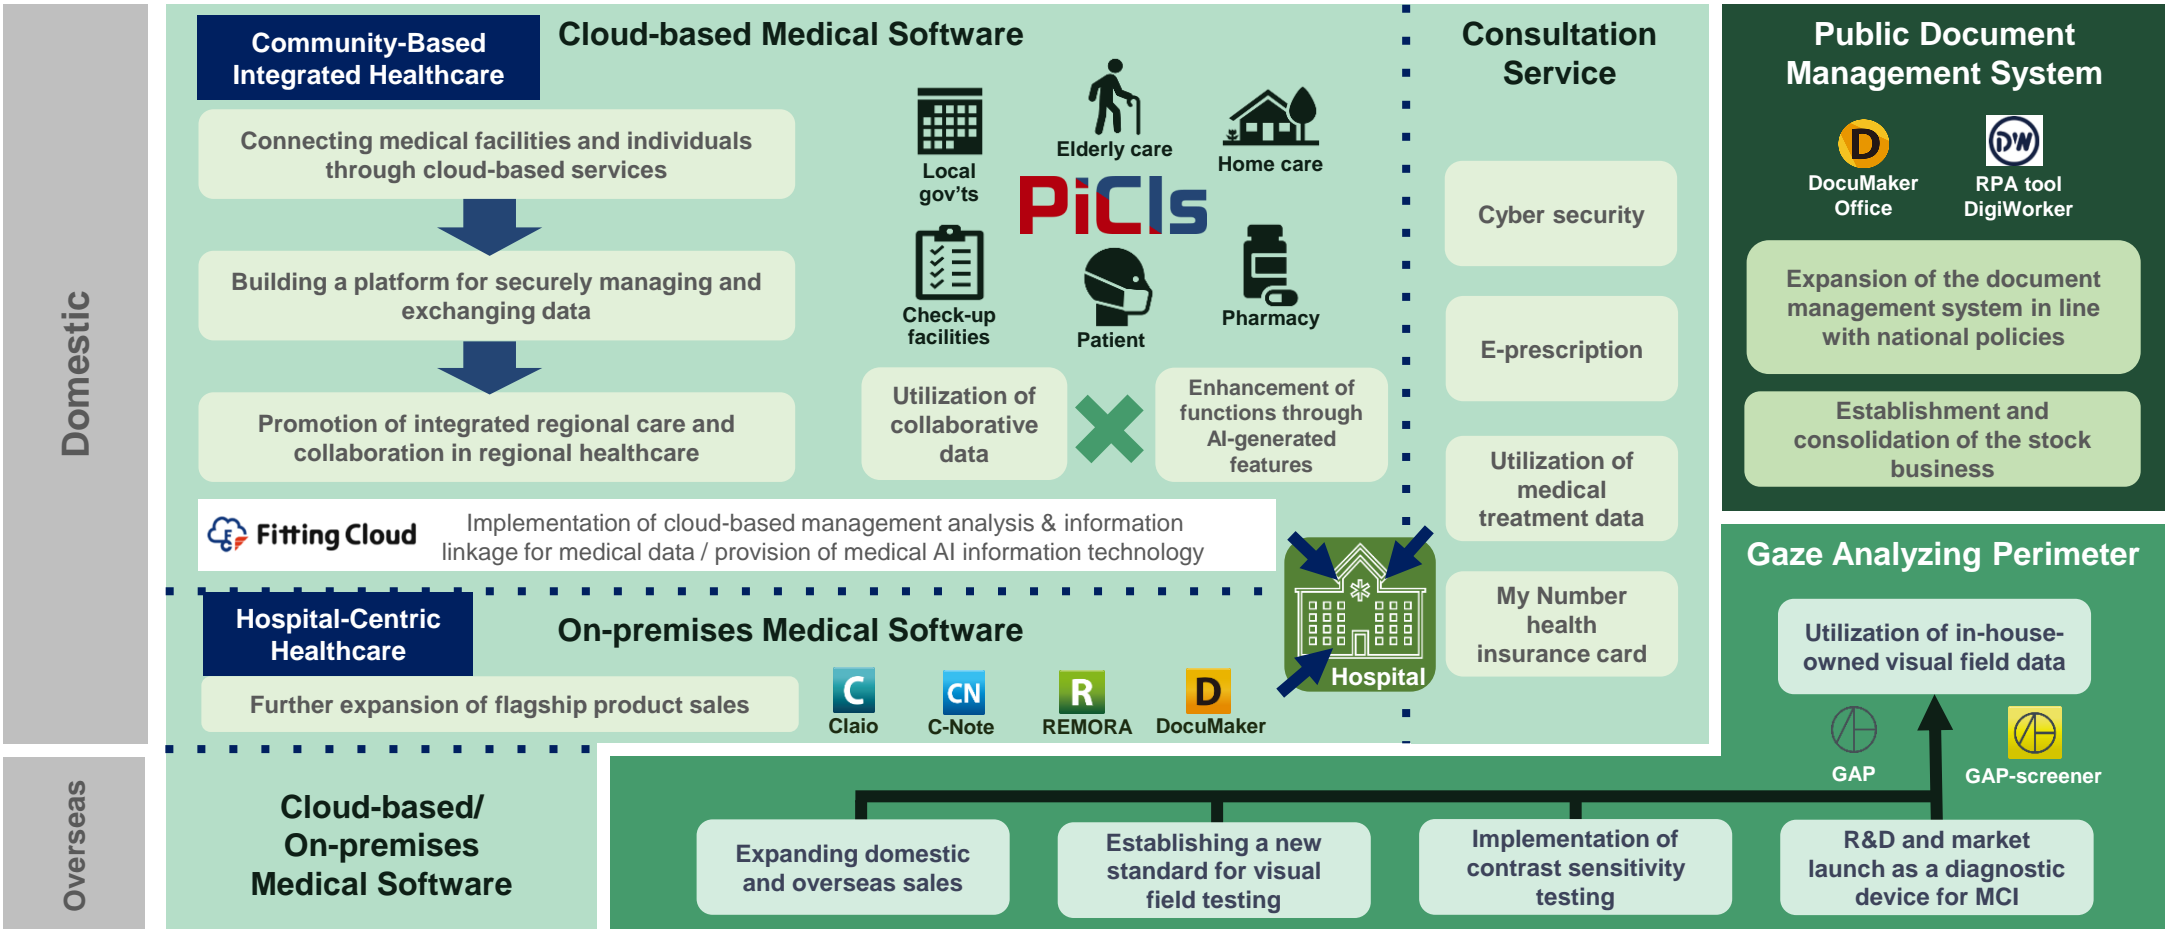 Domestic
Community-Based
Integrated Healthcare
Cloud-based Medical Software
Connecting medical facilities and individuals
through cloud-based services
Building a platform for securely managing and
exchanging data
Promotion of integrated regional care and
collaboration in regional healthcare
Local
gov'ts
Elderly care
Home care
PiCls
Check-up
facilities
Patient
Pharmacy
Utilization of
collaborative
data
Enhancement of
functions through
AI-generated
features
Fitting Cloud
Implementation of cloud-based management analysis & information
linkage for medical data / provision of medical AI information technology
Hospital-Centric
Healthcare
On-premises Medical Software
Further expansion of flagship product sales
C
Claio
CN
C-Note
R
REMORA
D
DocuMaker
Hospital
Consultation
Service
Cyber security
E-prescription
Utilization of
medical
treatment data
My Number
health
insurance card
Public Document
Management System
D
DocuMaker
Office
RPA tool
DigiWorker
Expansion of the document
management system in line
with national policies
Establishment and
consolidation of the stock
business
Gaze Analyzing Perimeter
Utilization of in-house-
owned visual field data
GAP
GAP-screener
Overseas
Cloud-based/
On-premises
Medical Software
Expanding domestic
and overseas sales
Establishing a new
standard for visual
field testing
Implementation of
contrast sensitivity
testing
R&D and market
launch as a diagnostic
device for MCI